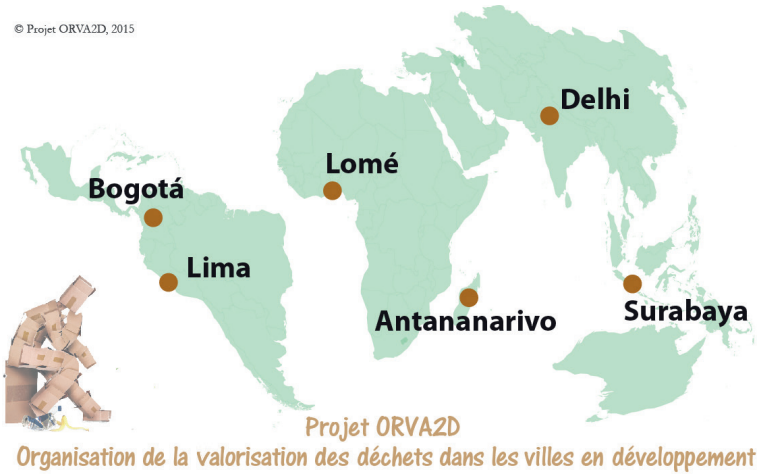 © Projet ORVA2D, 2015
Delhi
Lomé
Bogotá
Lima
Antananarivo
Surabaya
Projet ORVA2D
Organisation de la valorisation des déchets dans les villes en développement